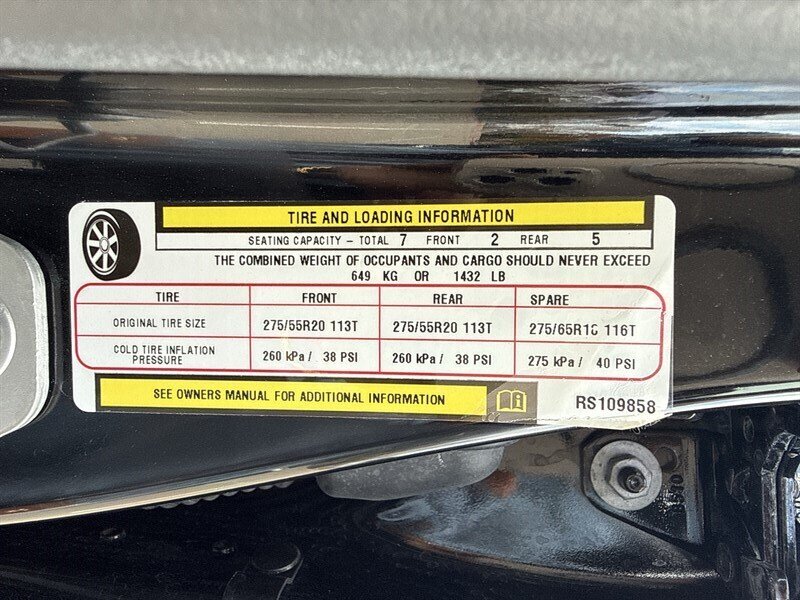 TIRE AND LOADING INFORMATION
SEATING CAPACITY – TOTAL 7 FRONT 2 REAR 5
THE COMBINED WEIGHT OF OCCUPANTS AND CARGO SHOULD NEVER EXCEED
649 KG OR 1432 LB
TIRE FRONT REAR SPARE
ORIGINAL TIRE SIZE 275/55R20 113T 275/55R20 113T 116T
COLD TIRE INFLATION PRESSURE 260 kPa / 38 PSI 260 kPa / 38 PSI 275 kPa / 40 PSI
SEE OWNERS MANUAL FOR ADDITIONAL INFORMATION
RS109858